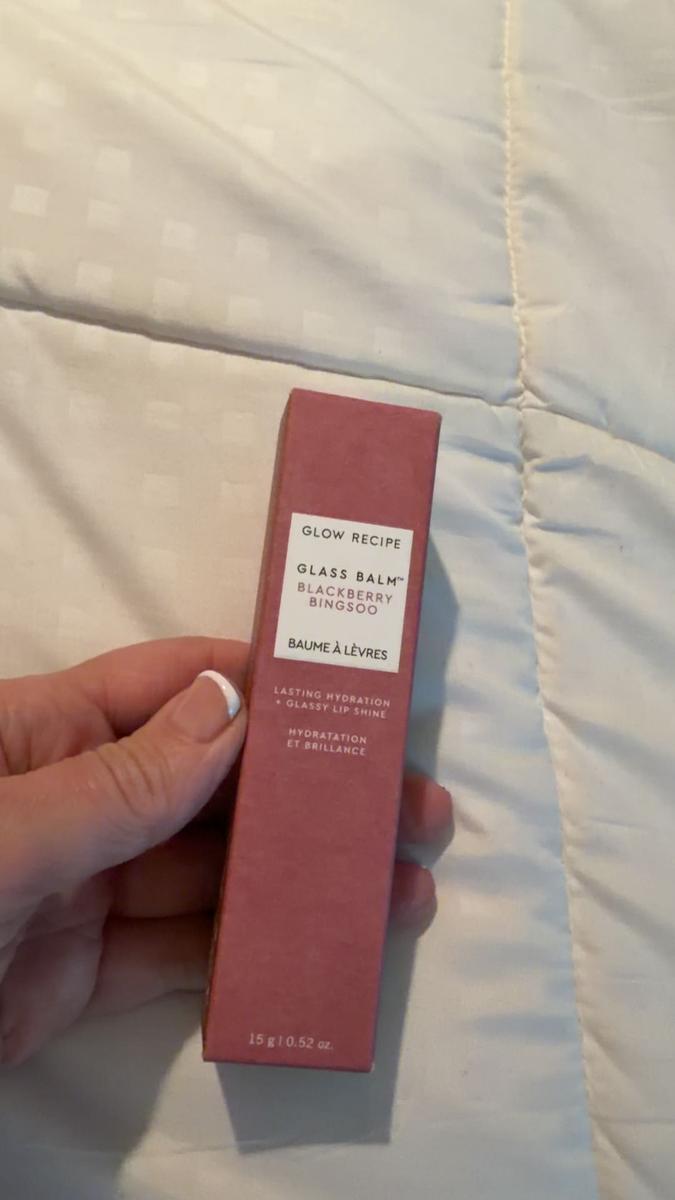 GLOW RECIPE
GLASS BALM™
BLACKBERRY
BINGSOO
BAUME À LÈVRES
LASTING HYDRATION
+ GLASSY LIP SHINE
HYDRATATION
ET BRILLANCE
15 g | 0.52 oz.